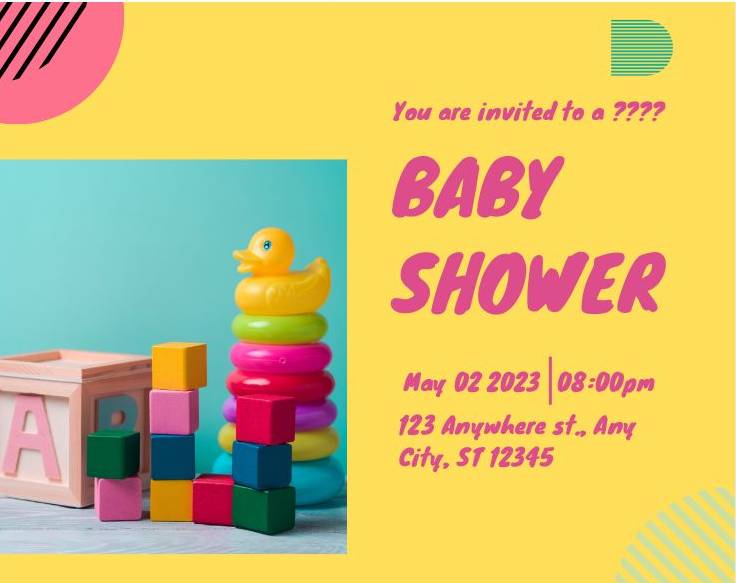 You are invited to a ????
BABY
SHOWER
May 02 2023 | 08:00pm
123 Anywhere st., Any
City, ST 12345
A B